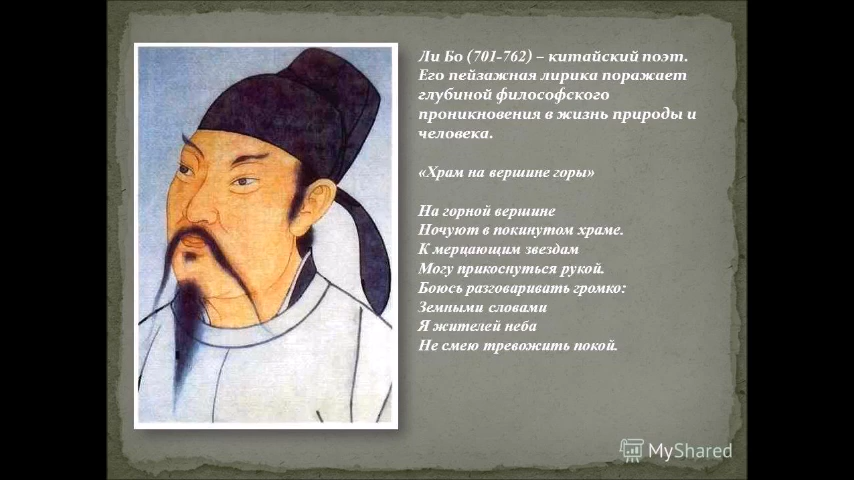 Ли Бо (701-762) – китайский поэт.
Его пейзажная лирика поражает
глубиной философского
проникновения в жизнь природы и
человека.
«Храм на вершине горы»
На горной вершине
Ночуют в покинутом храме.
К мерцающим звездам
Могу прикоснуться рукой.
Боюсь разговаривать громко:
Земными словами
Я жителей неба
Не смею тревожить покой.
MyShared